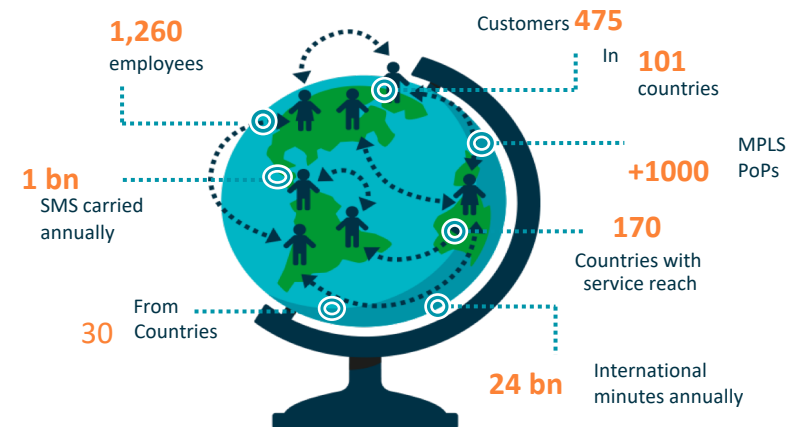 1,260
employees
Customers 475
In 101
countries
MPLS
+1000 PoPs
1 bn
SMS carried
annually
170
Countries with
service reach
From
30 Countries
24 bn
International
minutes annually